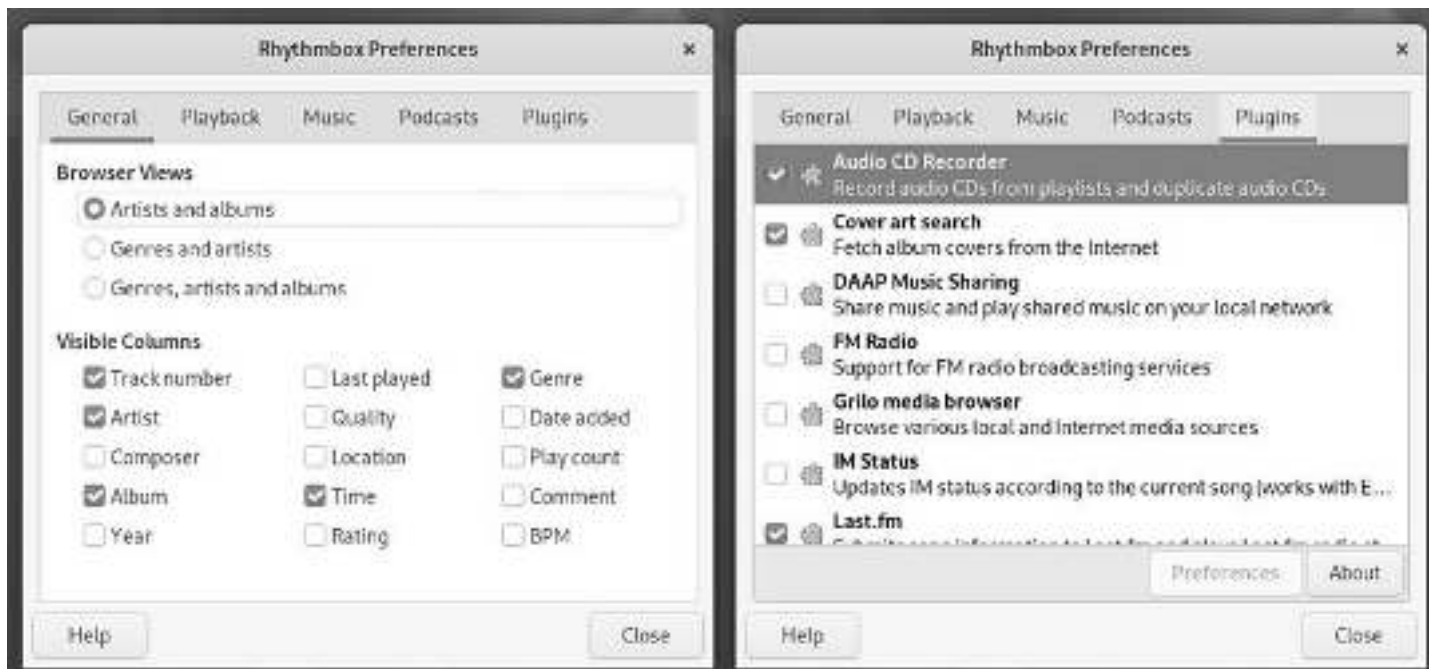 Rhythmbox Preferences
General Playback Music Podcasts Plugins
Browser Views
Artists and albums
Genres and artists
Genres, artists and albums
Visible Columns
Track number Last played Genre
Artist Quality Date added
Composer Location Play count
Album Time Comment
Year Rating BPM
Help Close
Rhythmbox Preferences
General Playback Music Podcasts Plugins
Audio CD Recorder
Record audio CDs from playlists and duplicate audio CDs
Cover art search
Fetch album covers from the Internet
DAAP Music Sharing
Share music and play shared music on your local network
FM Radio
Support for FM radio broadcasting services
Grilo media browser
Browse various local and Internet media sources
IM Status
Updates IM status according to the current song (works with E...
Last.fm
Preferences About
Help Close